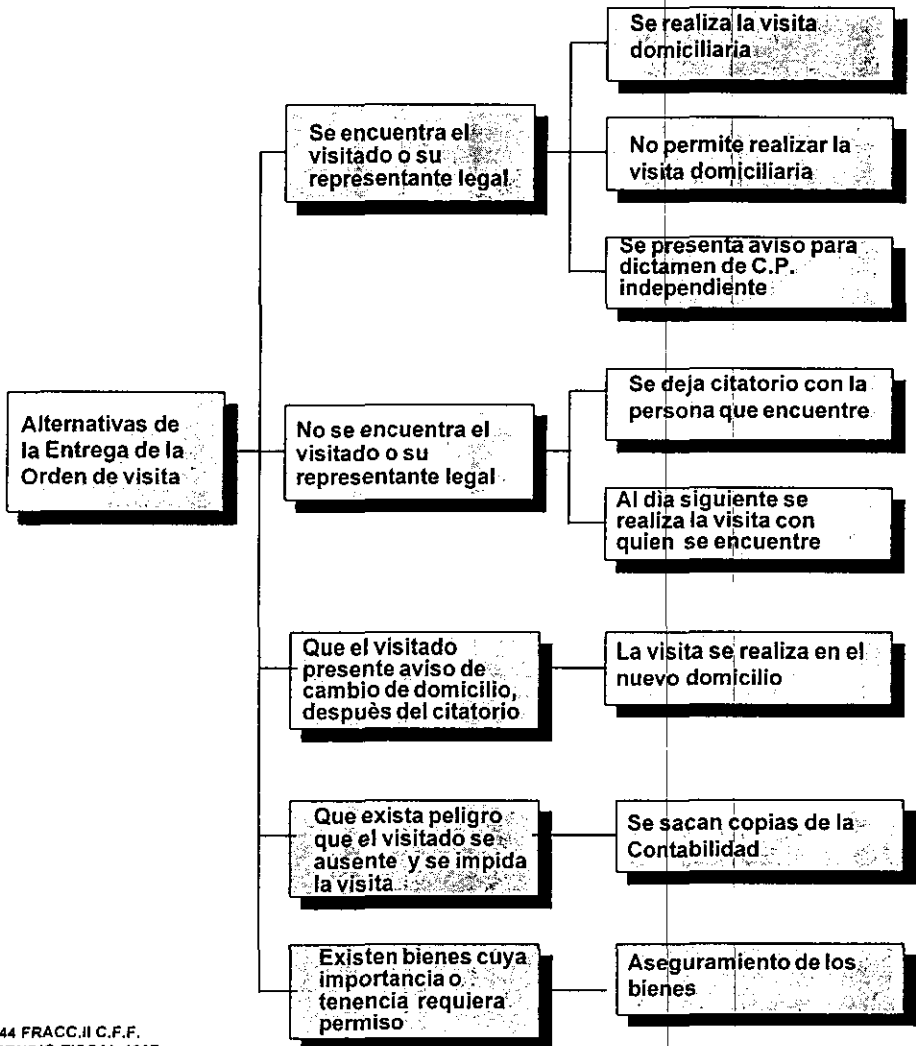 Alternativas de
la Entrega de la
Orden de visita
Se encuentra el
visitado o su
representante legal
Se realiza la visita
domiciliaria
No permite realizar la
visita domiciliaria
Se presenta aviso para
dictamen de C.P.
independiente
No se encuentra el
visitado o su
representante legal
Se deja citatorio con la
persona que encuentre
Al dìa siguiente se
realiza la visita con
quien se encuentre
Que el visitado
presente aviso de
cambio de domicilio,
despuès del citatorio
La visita se realiza en el
nuevo domicilio
Que exista peligro
que el visitado se
ausente y se impida
la visita
Se sacan copias de la
Contabilidad
Existen bienes cuya
importancia o
tenencia requiera
permiso
Aseguramiento de los
bienes
44 FRACC.II C.F.F.